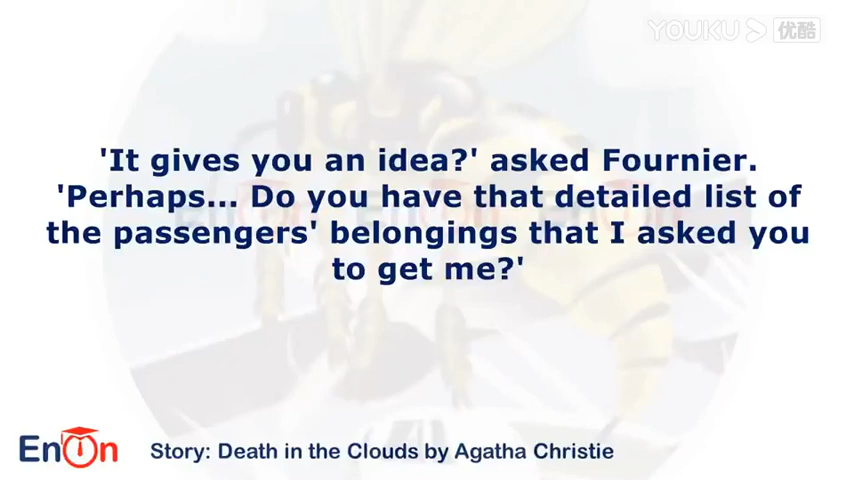 YOUKU 优酷
'It gives you an idea?' asked Fournier.
'Perhaps... Do you have that detailed list of
the passengers' belongings that I asked you
to get me?'
EnOn
Story: Death in the Clouds by Agatha Christie